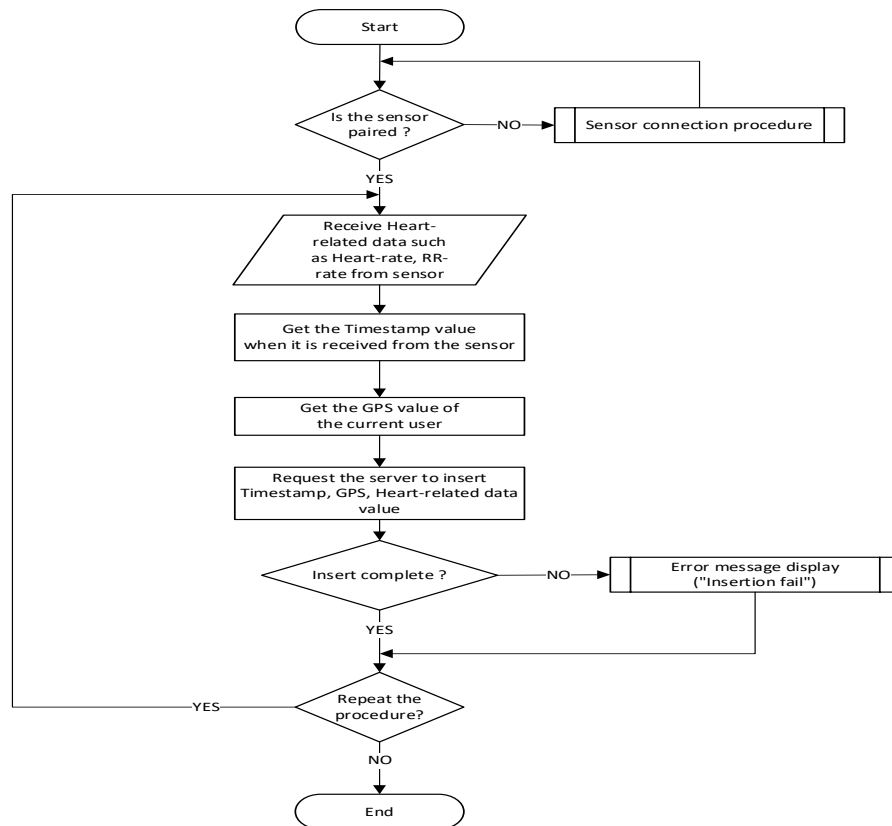 Start
Is the sensor
paired ?
NO
Sensor connection procedure
YES
Receive Heart-
related data such
as Heart-rate, RR-
rate from sensor
Get the Timestamp value
when it is received from the sensor
Get the GPS value of
the current user
Request the server to insert
Timestamp, GPS, Heart-related data
value
Insert complete ?
NO
Error message display
("Insertion fail")
YES
Repeat the
procedure?
YES
NO
End